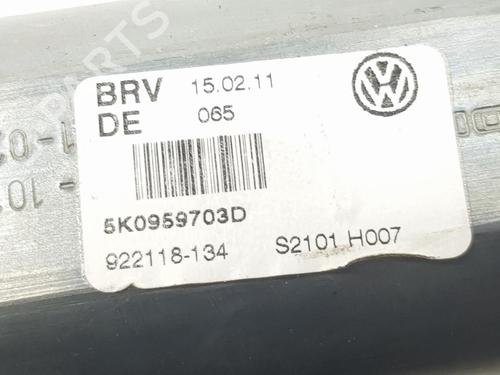 BRV 15.02.11
DE 065
5K0959703D
922118-134 S2101 H007